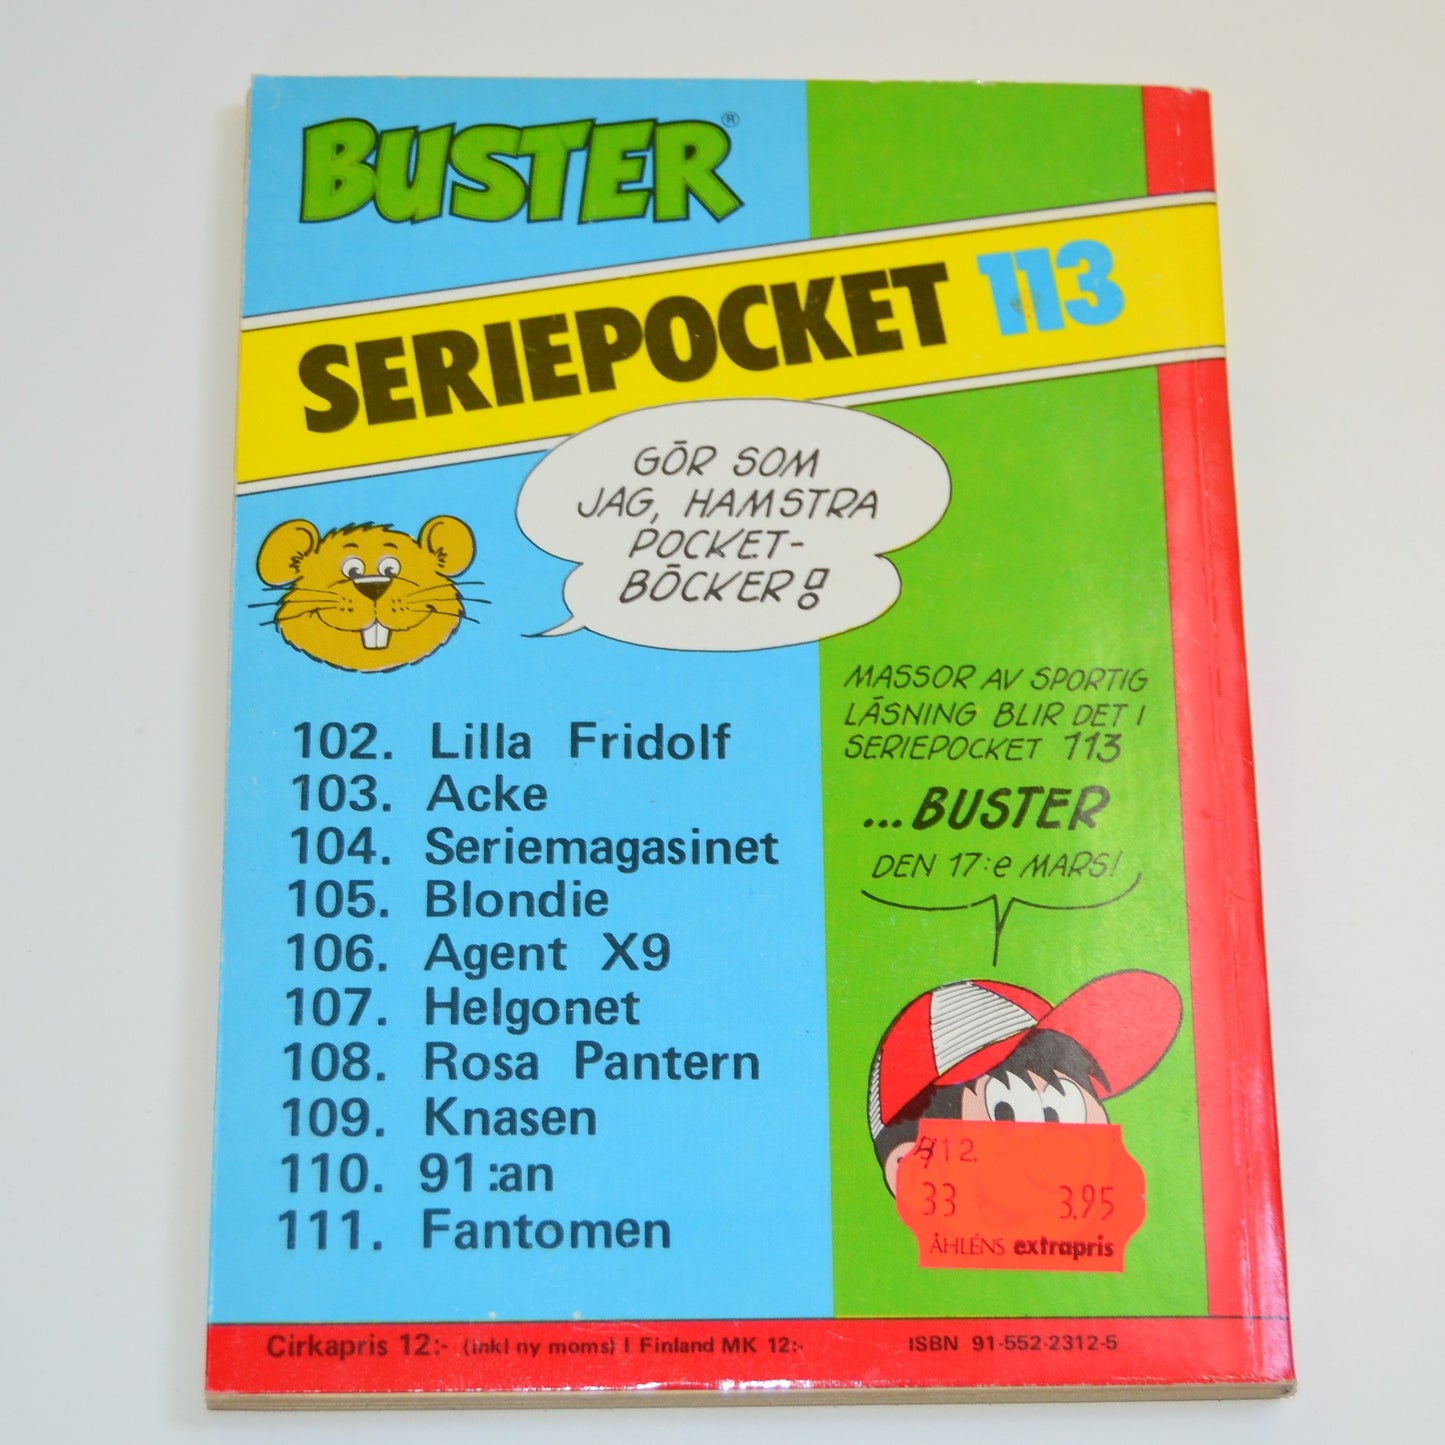 BUSTER®
SERIEPOCKET 113
GÖR SOM
JAG, HAMSTRA
POCKET-
BÖCKER!
102. Lilla Fridolf
103. Acke
104. Seriemagasinet
105. Blondie
106. Agent X9
107. Helgonet
108. Rosa Pantern
109. Knasen
110. 91:an
111. Fantomen
MASSOR AV SPORTIG
LÄSNING BLIR DET I
SERIEPOCKET 113
...BUSTER
DEN 17:e MARS!
12.
33 3.95
ÅHLÉNS extrapris
Cirkapris 12:- (inkl ny moms) I Finland MK 12:-
ISBN 91-552-2312-5